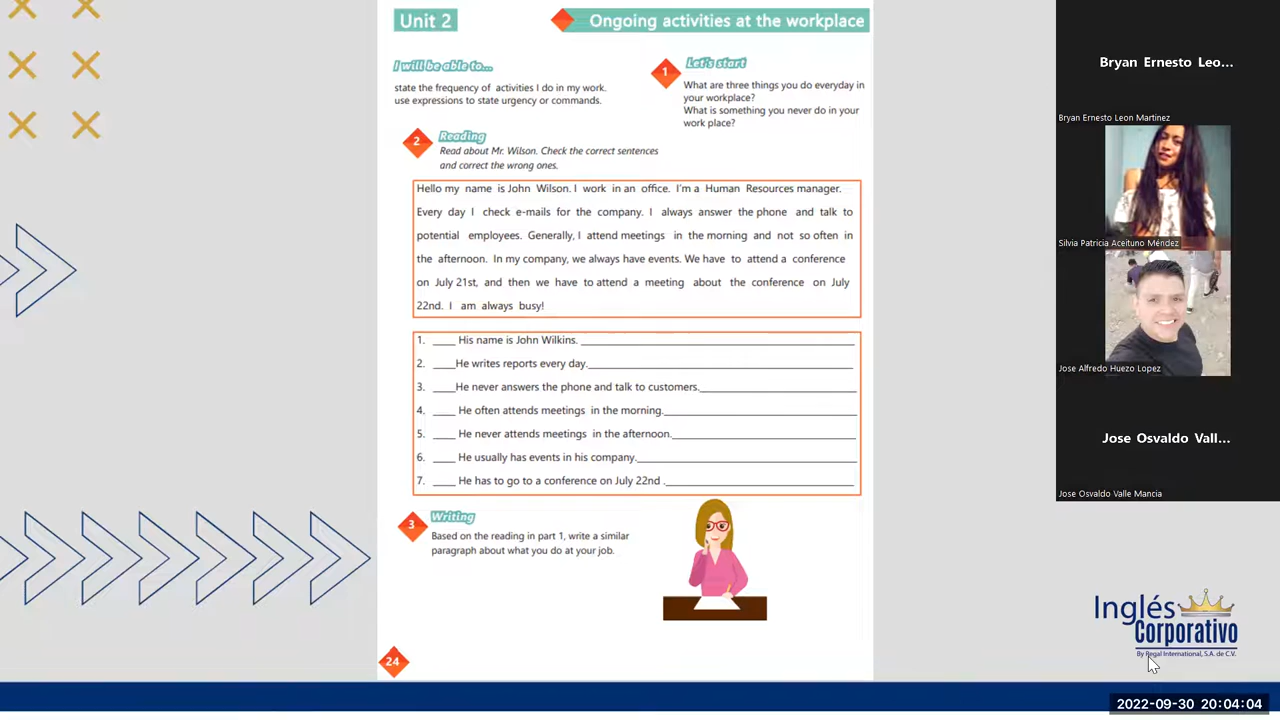 Unit 2
Ongoing activities at the workplace
I will be able to...
state the frequency of activities I do in my work.
use expressions to state urgency or commands.
1
Let's start
What are three things you do everyday in
your workplace?
What is something you never do in your
work place?
2
Reading
Read about Mr. Wilson. Check the correct sentences
and correct the wrong ones.
Hello my name is John Wilson. I work in an office. I'm a Human Resources manager.
Every day I check e-mails for the company. I always answer the phone and talk to
potential employees. Generally, I attend meetings in the morning and not so often in
the afternoon. In my company, we always have events. We have to attend a conference
on July 21st, and then we have to attend a meeting about the conference on July
22nd. I am always busy!
1. ____ His name is John Wilkins. ____
2. ____He writes reports every day.____
3. ____He never answers the phone and talk to customers.____
4. ____ He often attends meetings in the morning.____
5. ____ He never attends meetings in the afternoon.____
6. ____ He usually has events in his company.____
7. ____ He has to go to a conference on July 22nd .____
3
Writing
Based on the reading in part 1, write a similar
paragraph about what you do at your job.
24
Bryan Ernesto Leo...
Bryan Ernesto Leon Martinez
Silvia Patricia Aceituno Méndez
Jose Alfredo Huezo Lopez
Jose Osvaldo Vall...
Jose Osvaldo Valle Mancia
Inglés
Corporativo
By Regal International, S.A. de C.V.
2022-09-30 20:04:04